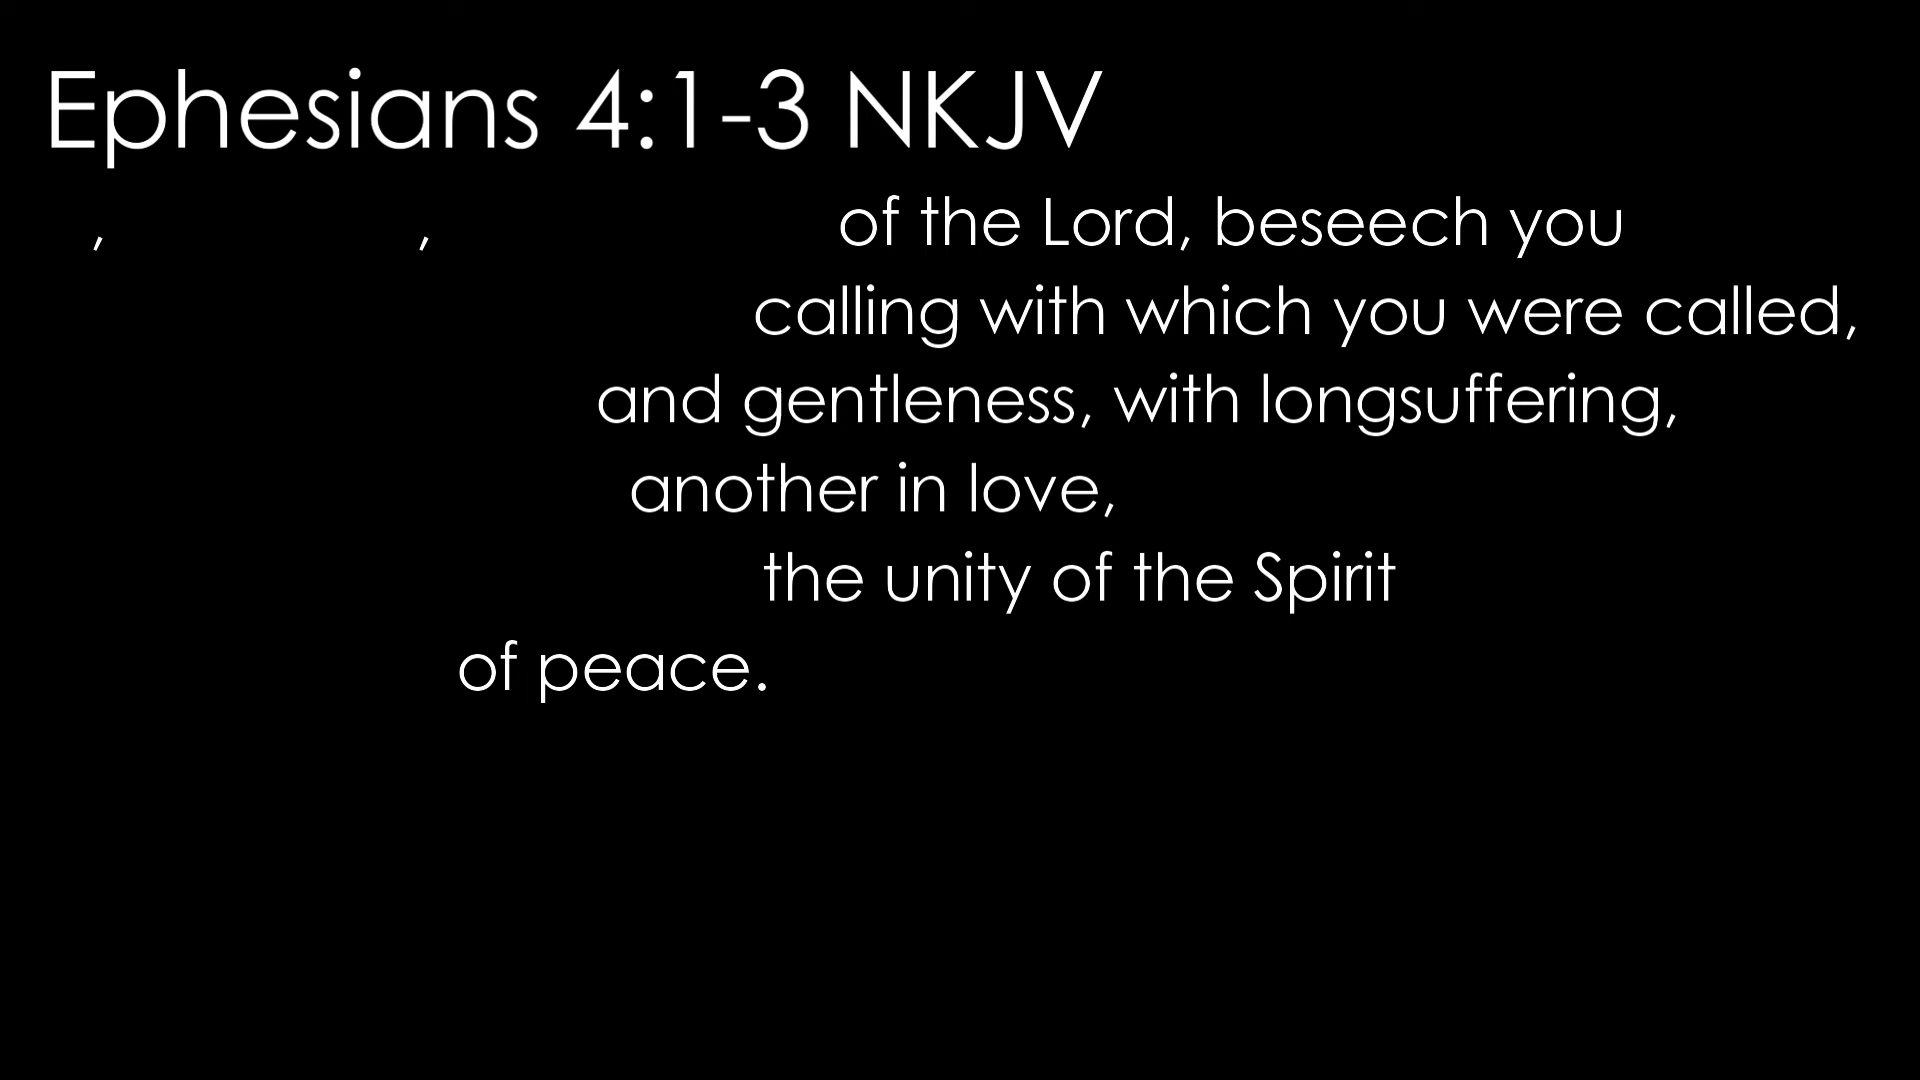 Ephesians 4:1-3 NKJV
, , of the Lord, beseech you
calling with which you were called,
and gentleness, with longsuffering,
another in love,
the unity of the Spirit
of peace.